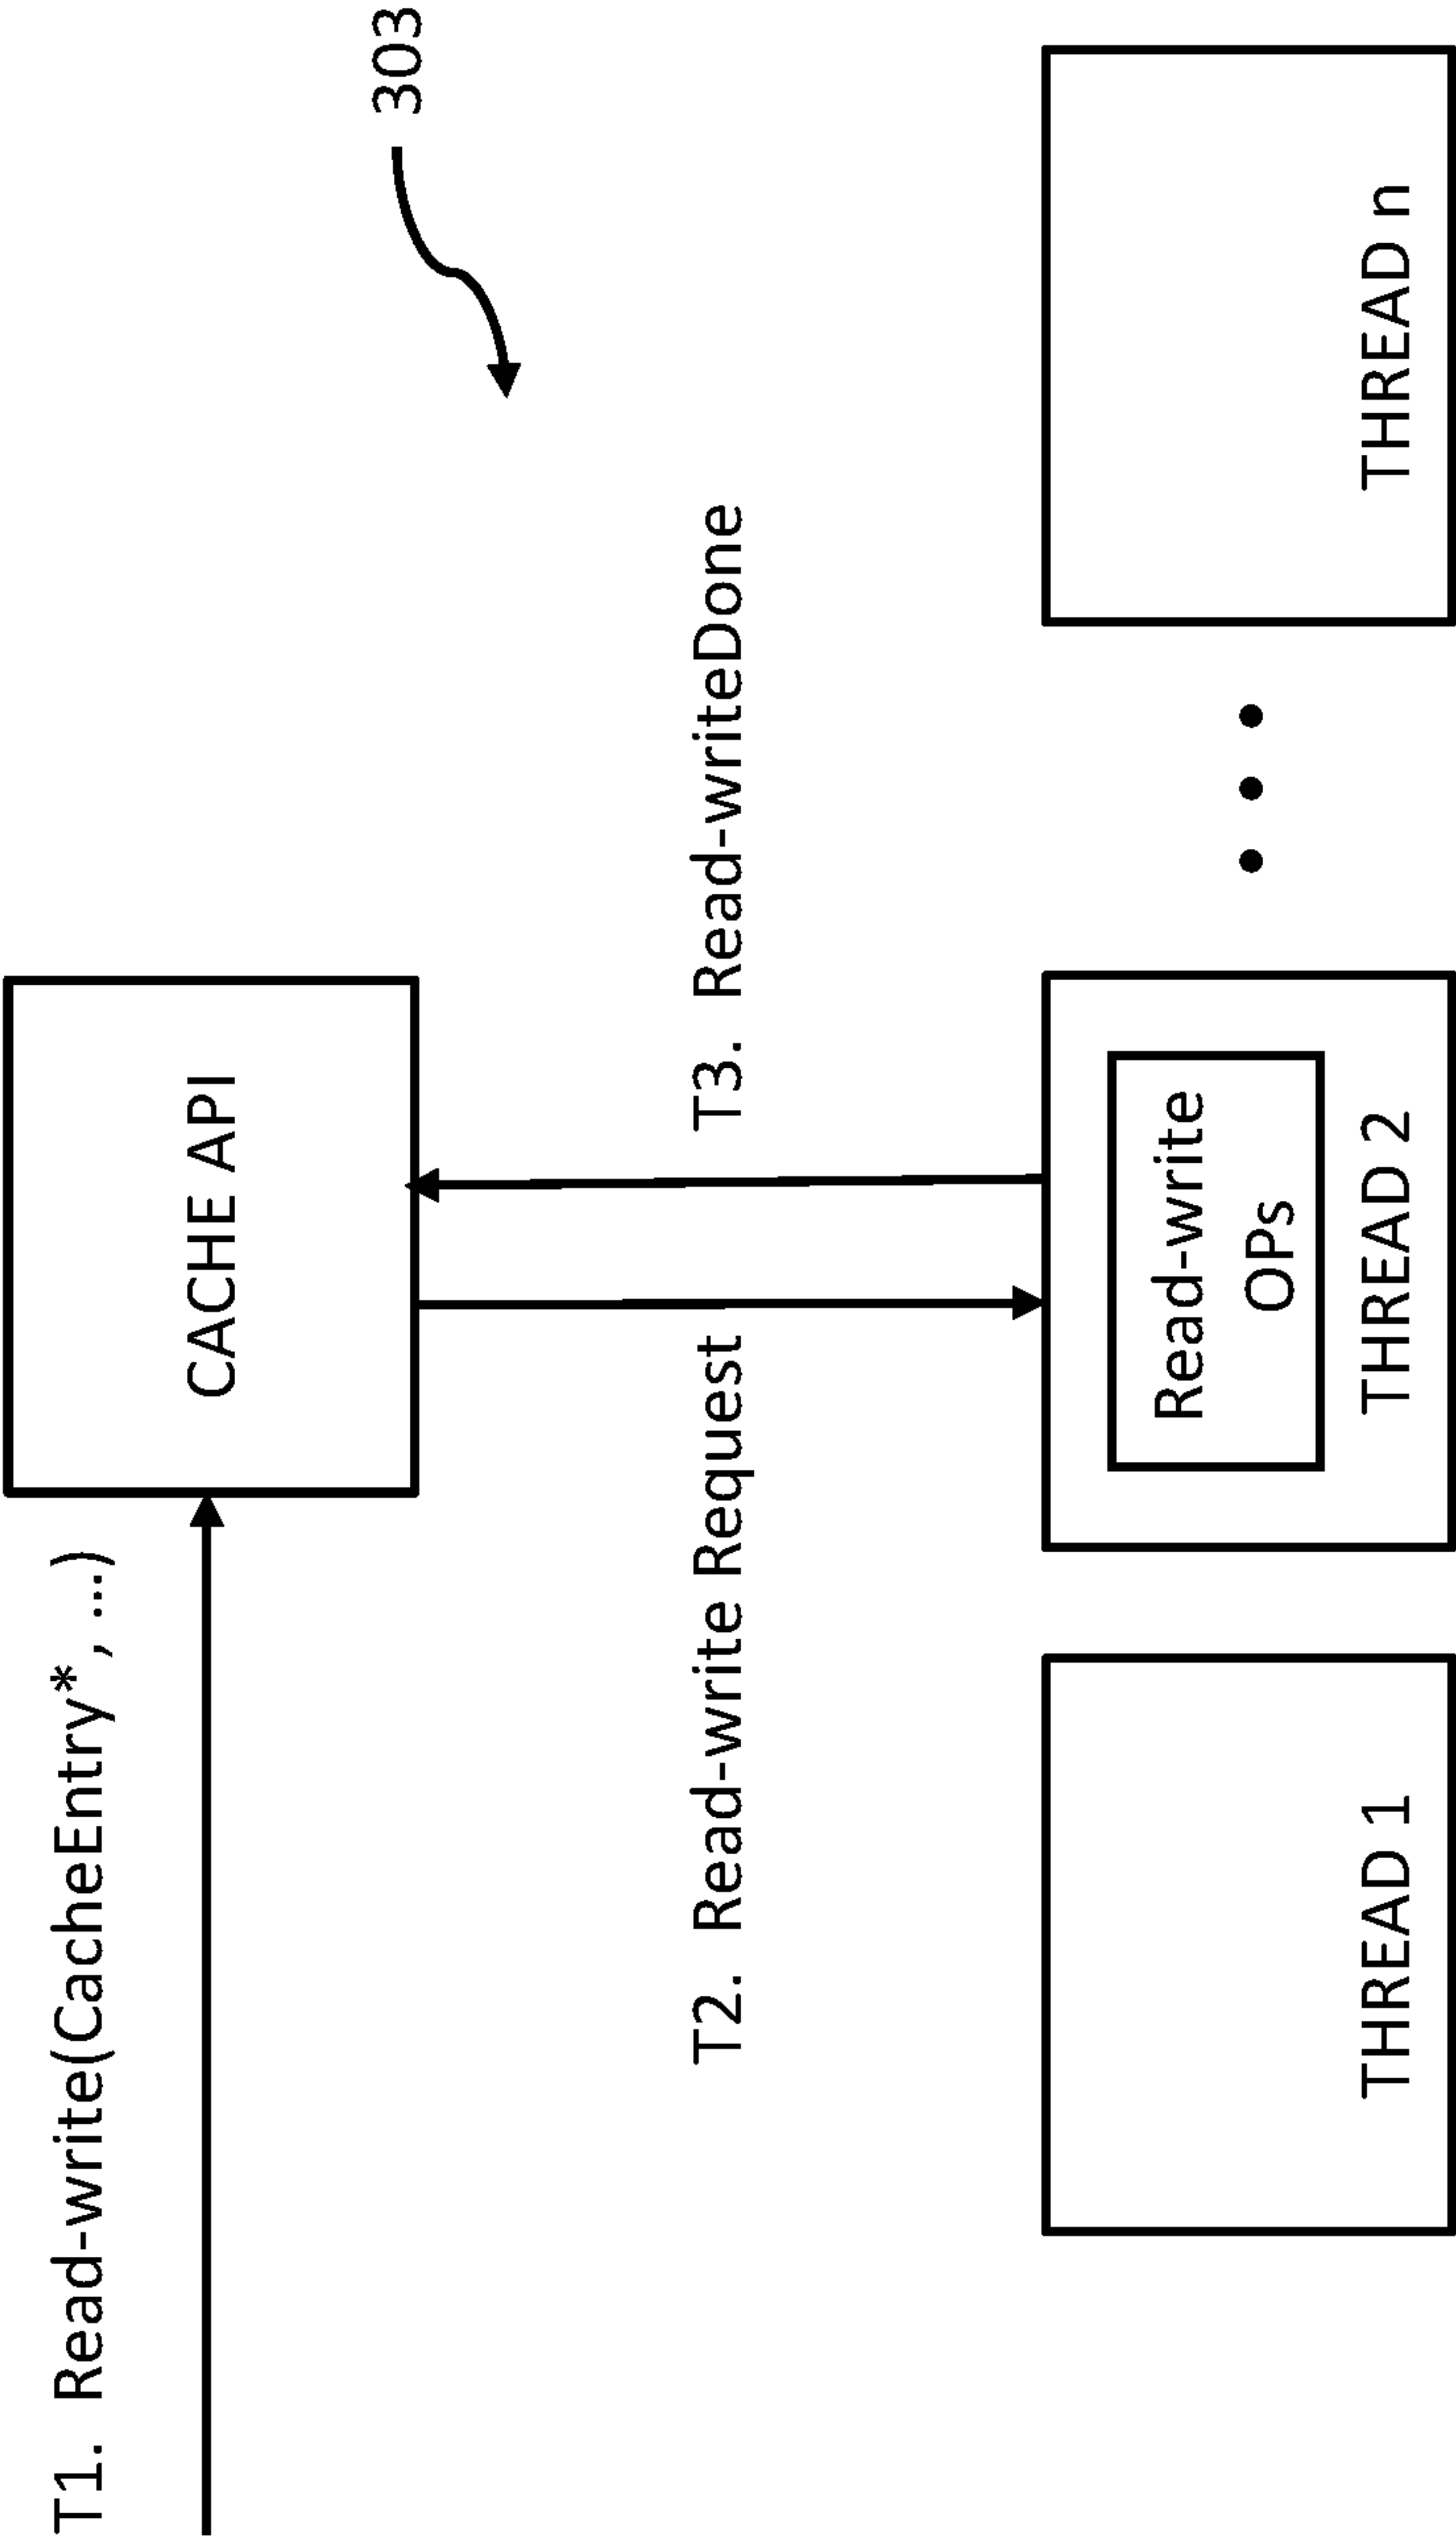 T1. Read-write(CacheEntry*, ...)
CACHE API
303
T2. Read-write Request
T3. Read-writeDone
Read-write
OPs
THREAD 1
THREAD 2
THREAD n